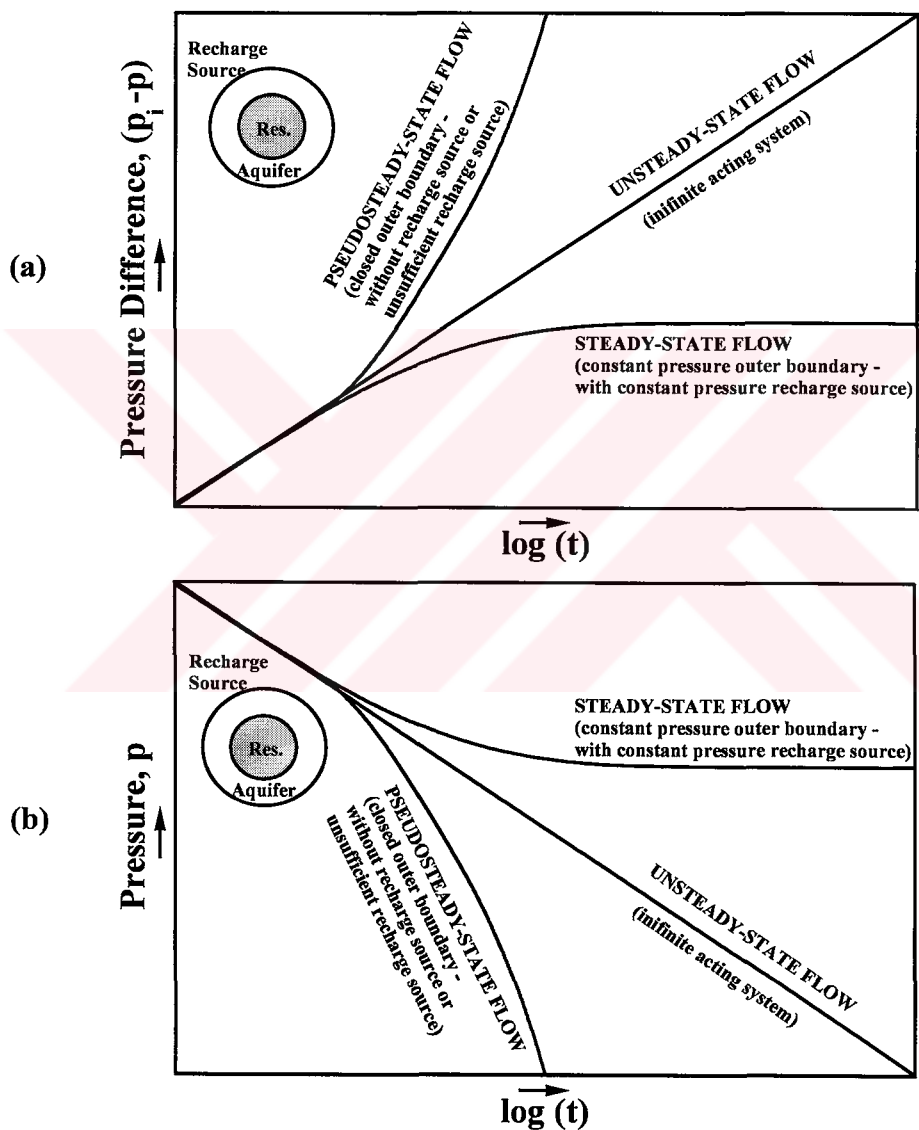 (a)
Pressure Difference, (p_i -p)
Recharge
Source
Res.
Aquifer
PSEUDOSTEADY-STATE FLOW
(closed outer boundary -
without recharge source or
unsufficient recharge source)
UNSTEADY-STATE FLOW
(inifinite acting system)
STEADY-STATE FLOW
(constant pressure outer boundary -
with constant pressure recharge source)
log (t)
(b)
Pressure, p
Recharge
Source
Res.
Aquifer
STEADY-STATE FLOW
(constant pressure outer boundary -
with constant pressure recharge source)
PSEUDOSTEADY-STATE FLOW
(closed outer boundary -
without recharge source or
unsufficient recharge source)
UNSTEADY-STATE FLOW
(inifinite acting system)
log (t)